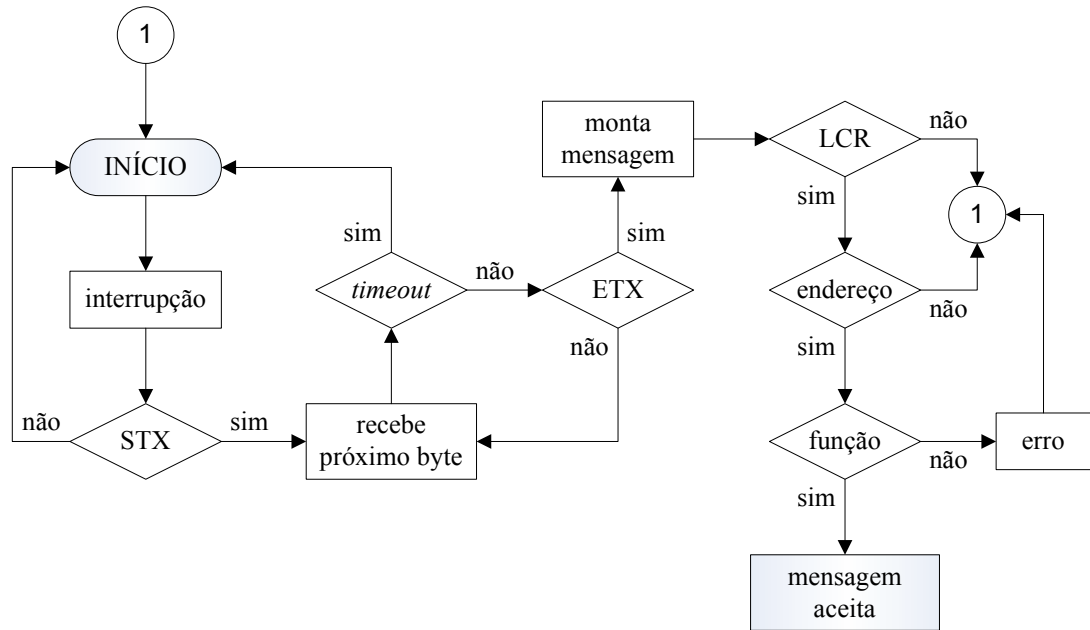 1
INÍCIO
interrupção
STX
não
sim
recebe
próximo byte
timeout
sim
não
ETX
sim
não
monta
mensagem
LCR
não
sim
1
endereço
não
sim
função
não
sim
erro
mensagem
aceita